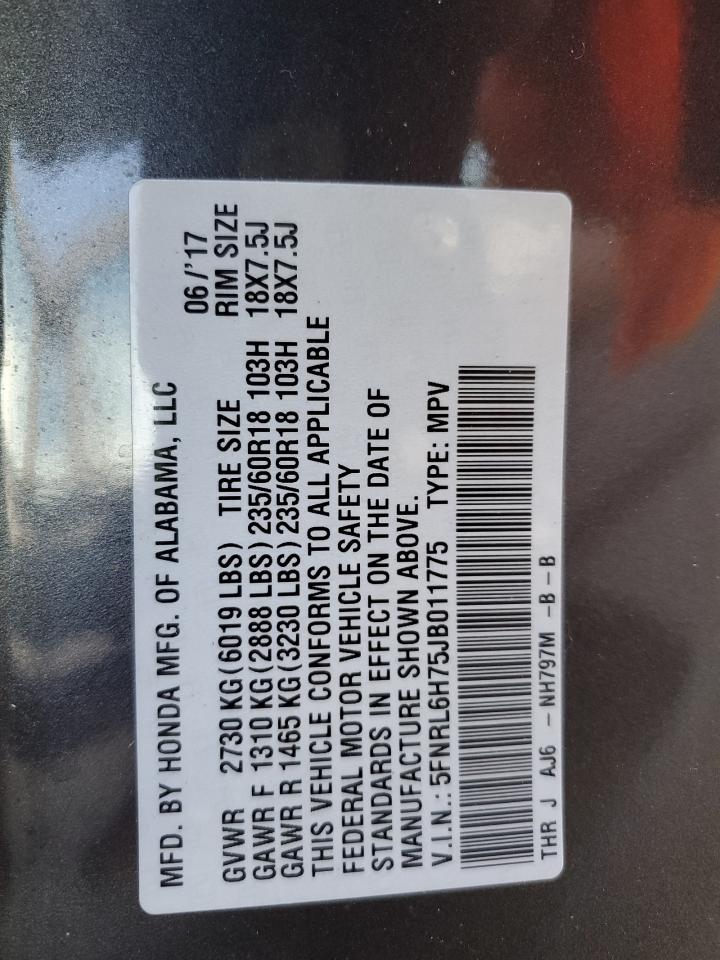 MFD. BY HONDA MFG. OF ALABAMA, LLC 06/'17
GVWR 2730 KG (6019 LBS) TIRE SIZE RIM SIZE
GAWR F 1310 KG (2888 LBS) 235/60R18 103H 18X7.5J
GAWR R 1465 KG (3230 LBS) 235/60R18 103H 18X7.5J
THIS VEHICLE CONFORMS TO ALL APPLICABLE
FEDERAL MOTOR VEHICLE SAFETY
STANDARDS IN EFFECT ON THE DATE OF
MANUFACTURE SHOWN ABOVE.
V.I.N.: 5FNRL6H75JB011775 TYPE: MPV
THR J AJ6 - NH797M -B-B